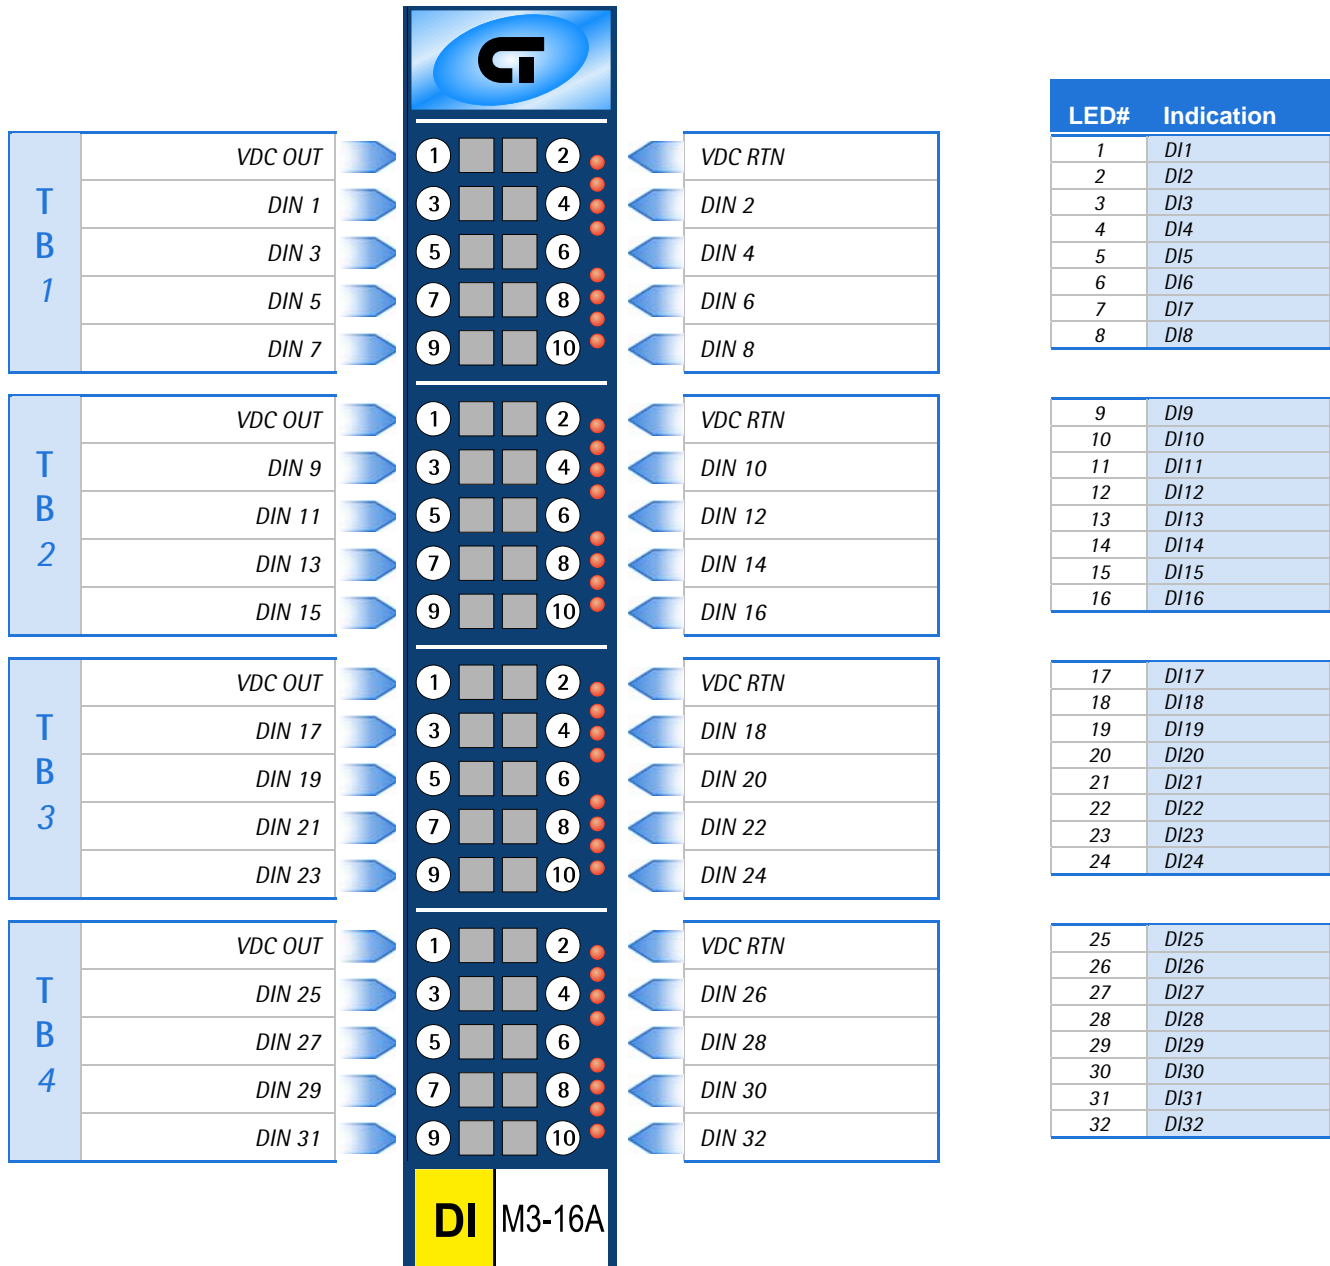 CT
LED# Indication
TB1
VDC OUT 1 2 VDC RTN
DIN 1 3 4 DIN 2
DIN 3 5 6 DIN 4
DIN 5 7 8 DIN 6
DIN 7 9 10 DIN 8
1 DI1
2 DI2
3 DI3
4 DI4
5 DI5
6 DI6
7 DI7
8 DI8
TB2
VDC OUT 1 2 VDC RTN
DIN 9 3 4 DIN 10
DIN 11 5 6 DIN 12
DIN 13 7 8 DIN 14
DIN 15 9 10 DIN 16
9 DI9
10 DI10
11 DI11
12 DI12
13 DI13
14 DI14
15 DI15
16 DI16
TB3
VDC OUT 1 2 VDC RTN
DIN 17 3 4 DIN 18
DIN 19 5 6 DIN 20
DIN 21 7 8 DIN 22
DIN 23 9 10 DIN 24
17 DI17
18 DI18
19 DI19
20 DI20
21 DI21
22 DI22
23 DI23
24 DI24
TB4
VDC OUT 1 2 VDC RTN
DIN 25 3 4 DIN 26
DIN 27 5 6 DIN 28
DIN 29 7 8 DIN 30
DIN 31 9 10 DIN 32
25 DI25
26 DI26
27 DI27
28 DI28
29 DI29
30 DI30
31 DI31
32 DI32
DI M3-16A